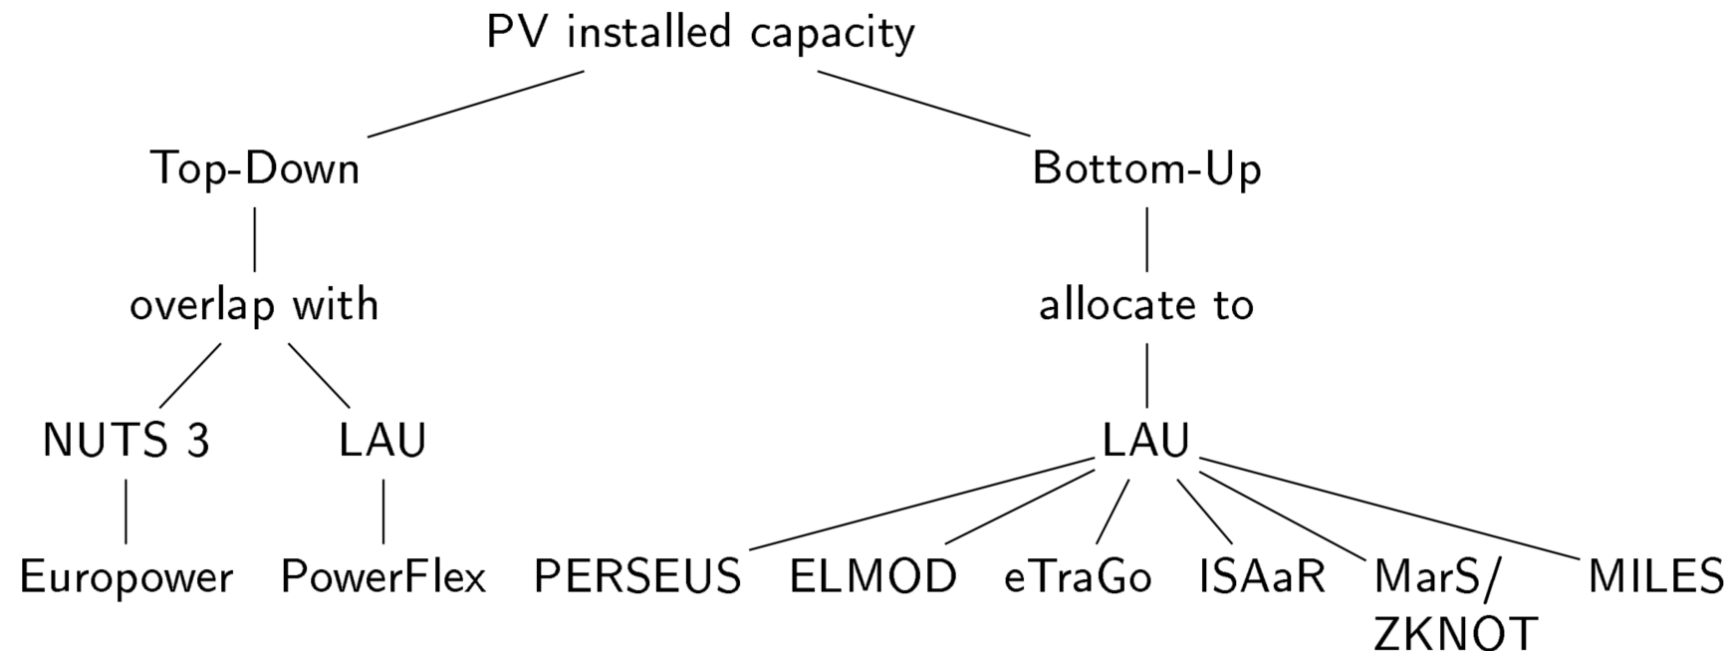 PV installed capacity
Top-Down
Bottom-Up
overlap with
allocate to
NUTS 3
LAU
LAU
Europower
PowerFlex
PERSEUS
ELMOD
eTraGo
ISAaR
MarS/
ZKNOT
MILES